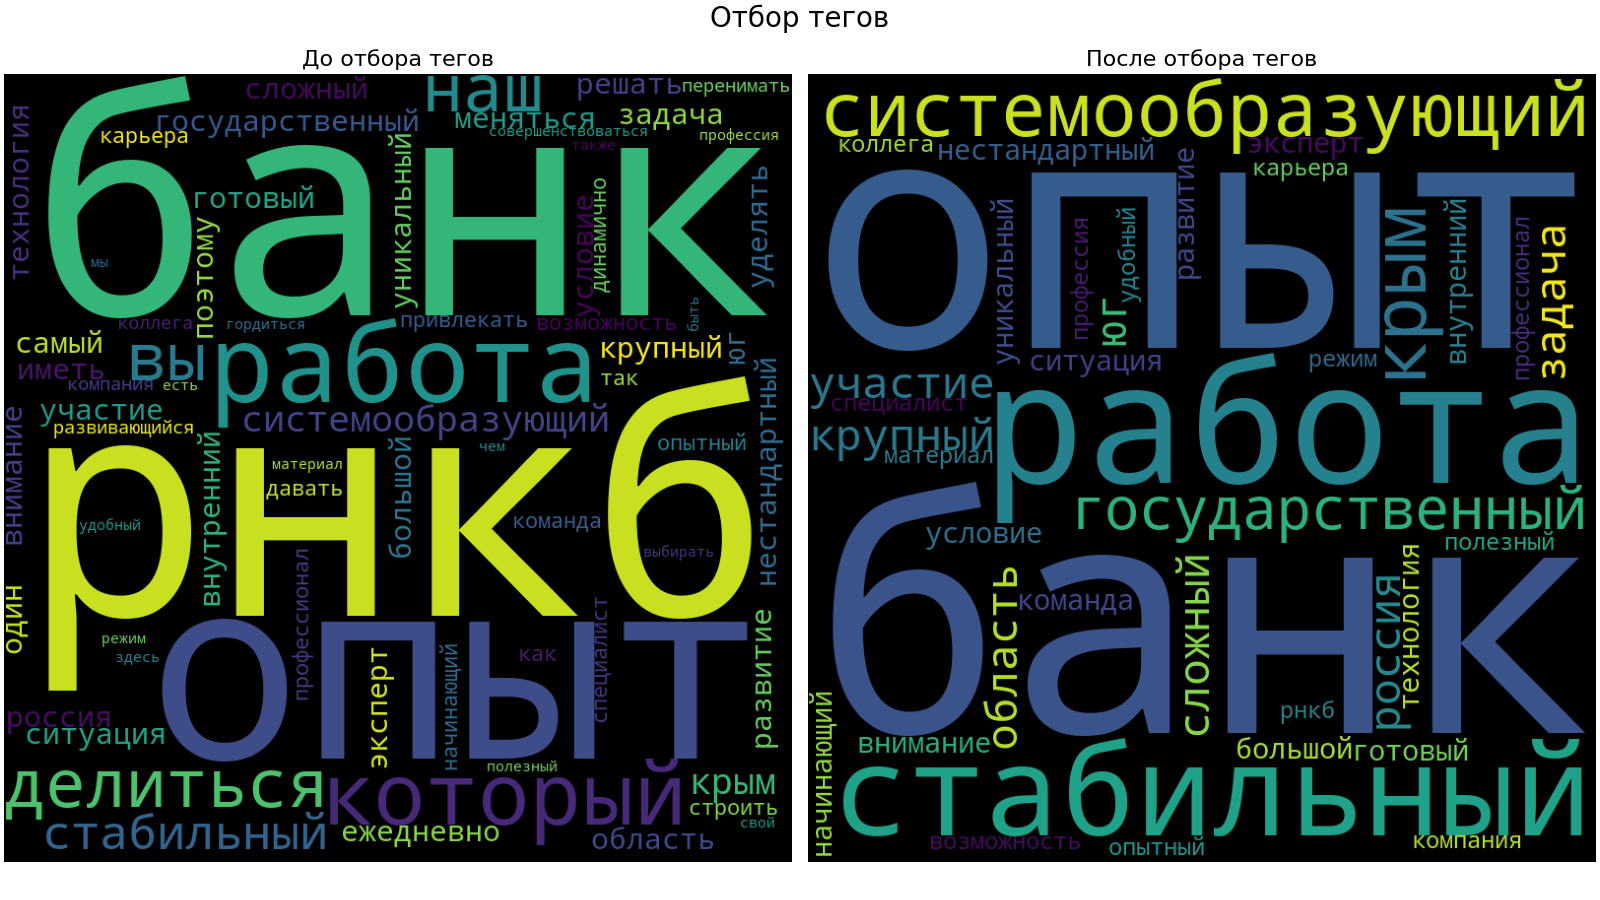 Отбор тегов
До отбора тегов
сложный
наш
решать
перенимать
государственный
меняться
задача
карьера
совершенствоваться
профессия
также
технология
банк
готовый
уникальный
условие
динамично
уделять
поэтому
мы
коллега
гордиться
привлекать
возможность
быть
самый
вы
работа
крупный
юг
иметь
компания
есть
так
участие
системообразующий
развивающийся
внимание
рнкб
внутренний
материал
большой
чем
опытный
нестандартный
давать
удобный
команда
выбирать
один
режим
здесь
профессионал
опыт
эксперт
начинающий
как
специалист
развитие
россия
ситуация
полезный
делиться
который
крым
строить
свой
стабильный
ежедневно
область
После отбора тегов
системообразующий
коллега
нестандартный
эксперт
карьера
опыт
развитие
уникальный
профессия
удобный
юг
крым
внутренний
профессионал
задача
ситуация
режим
участие
специалист
работа
крупный
материал
государственный
условие
полезный
банк
область
команда
сложный
россия
технология
рнкб
начинающий
внимание
большой
готовый
стабильный
возможность
опытный
компания